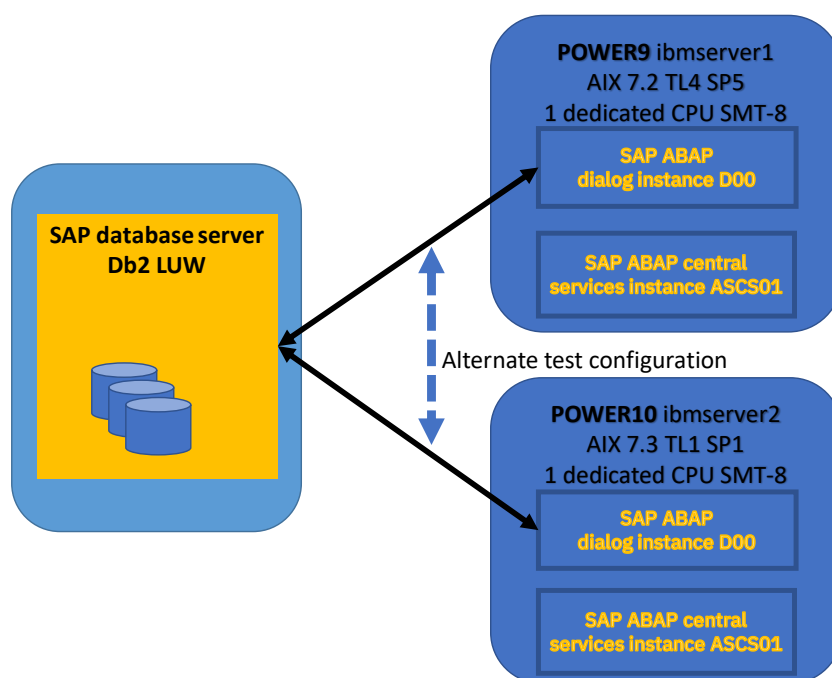 POWER9 ibmserver1
AIX 7.2 TL4 SP5
1 dedicated CPU SMT-8
SAP ABAP
dialog instance D00
SAP ABAP central
services instance ASCS01
SAP database server
Db2 LUW
Alternate test configuration
POWER10 ibmserver2
AIX 7.3 TL1 SP1
1 dedicated CPU SMT-8
SAP ABAP
dialog instance D00
SAP ABAP central
services instance ASCS01